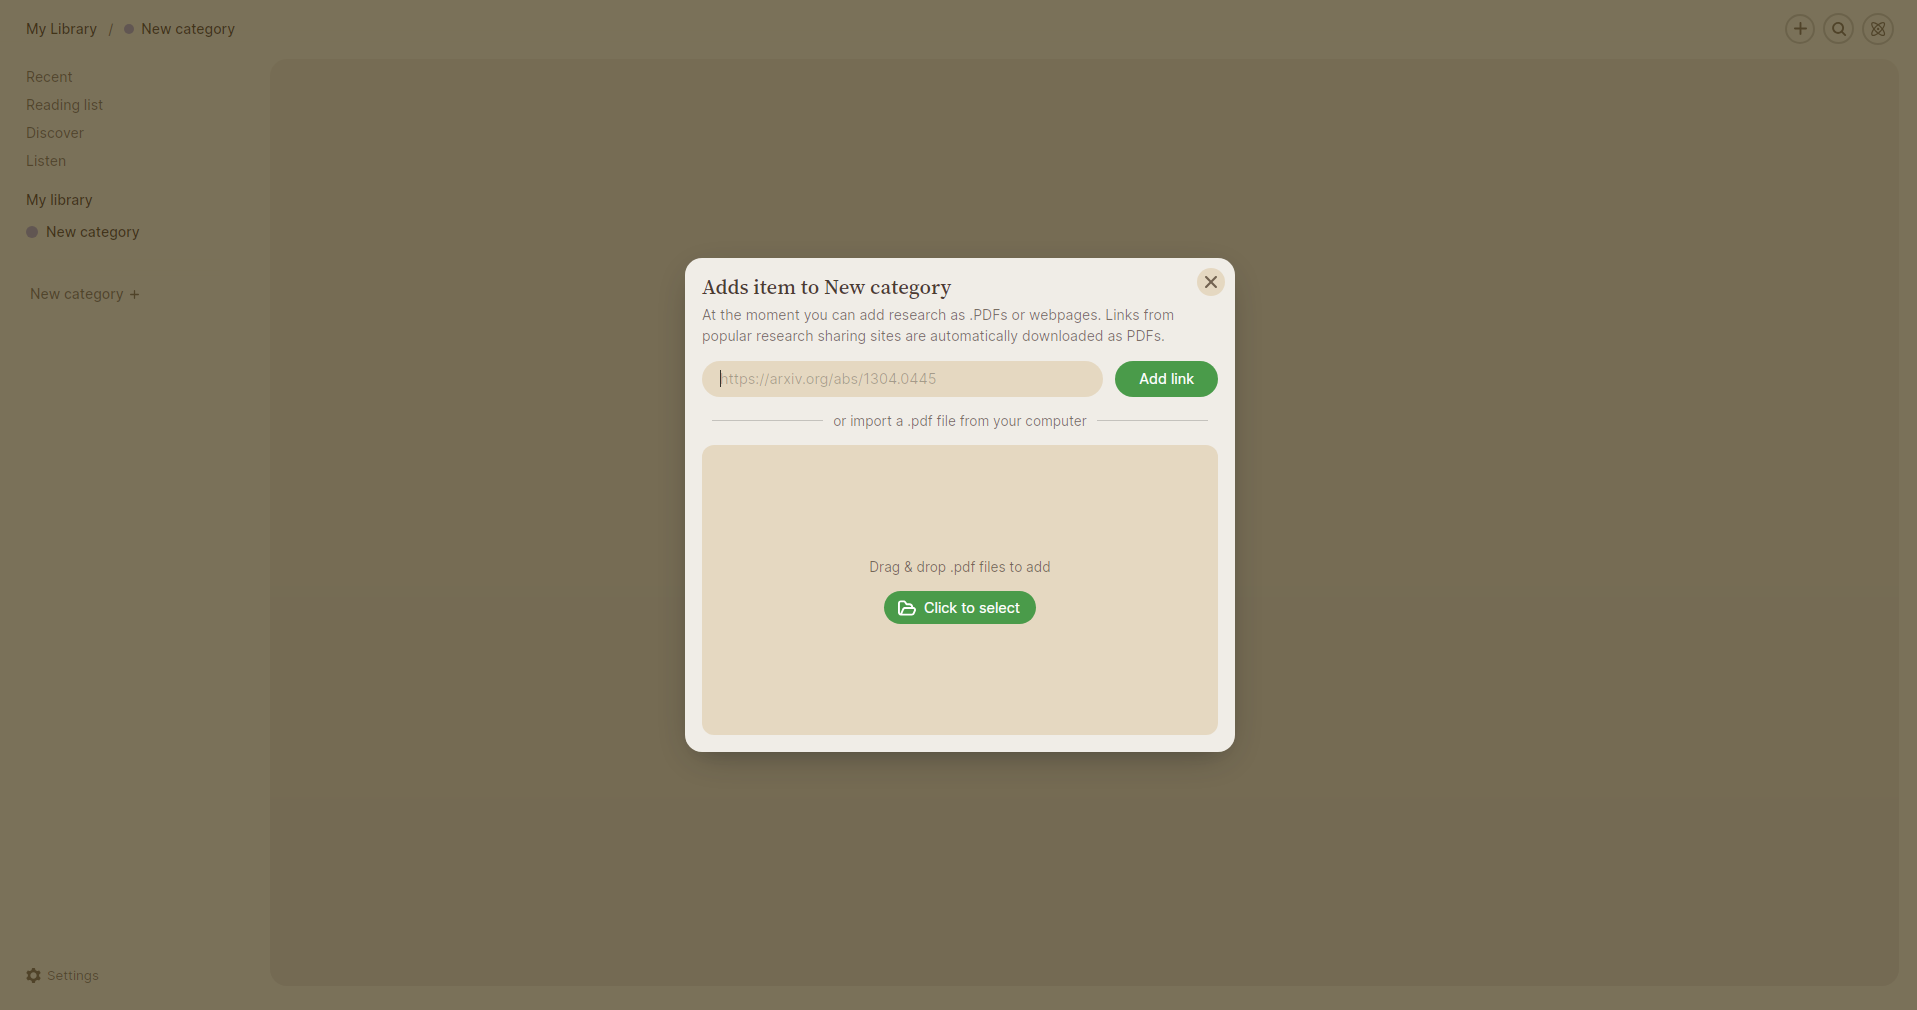 My Library / New category
Recent
Reading list
Discover
Listen
My library
New category
New category +
Settings
Adds item to New category
At the moment you can add research as .PDFs or webpages. Links from
popular research sharing sites are automatically downloaded as PDFs.
https://arxiv.org/abs/1304.0445
Add link
or import a .pdf file from your computer
Drag & drop .pdf files to add
Click to select